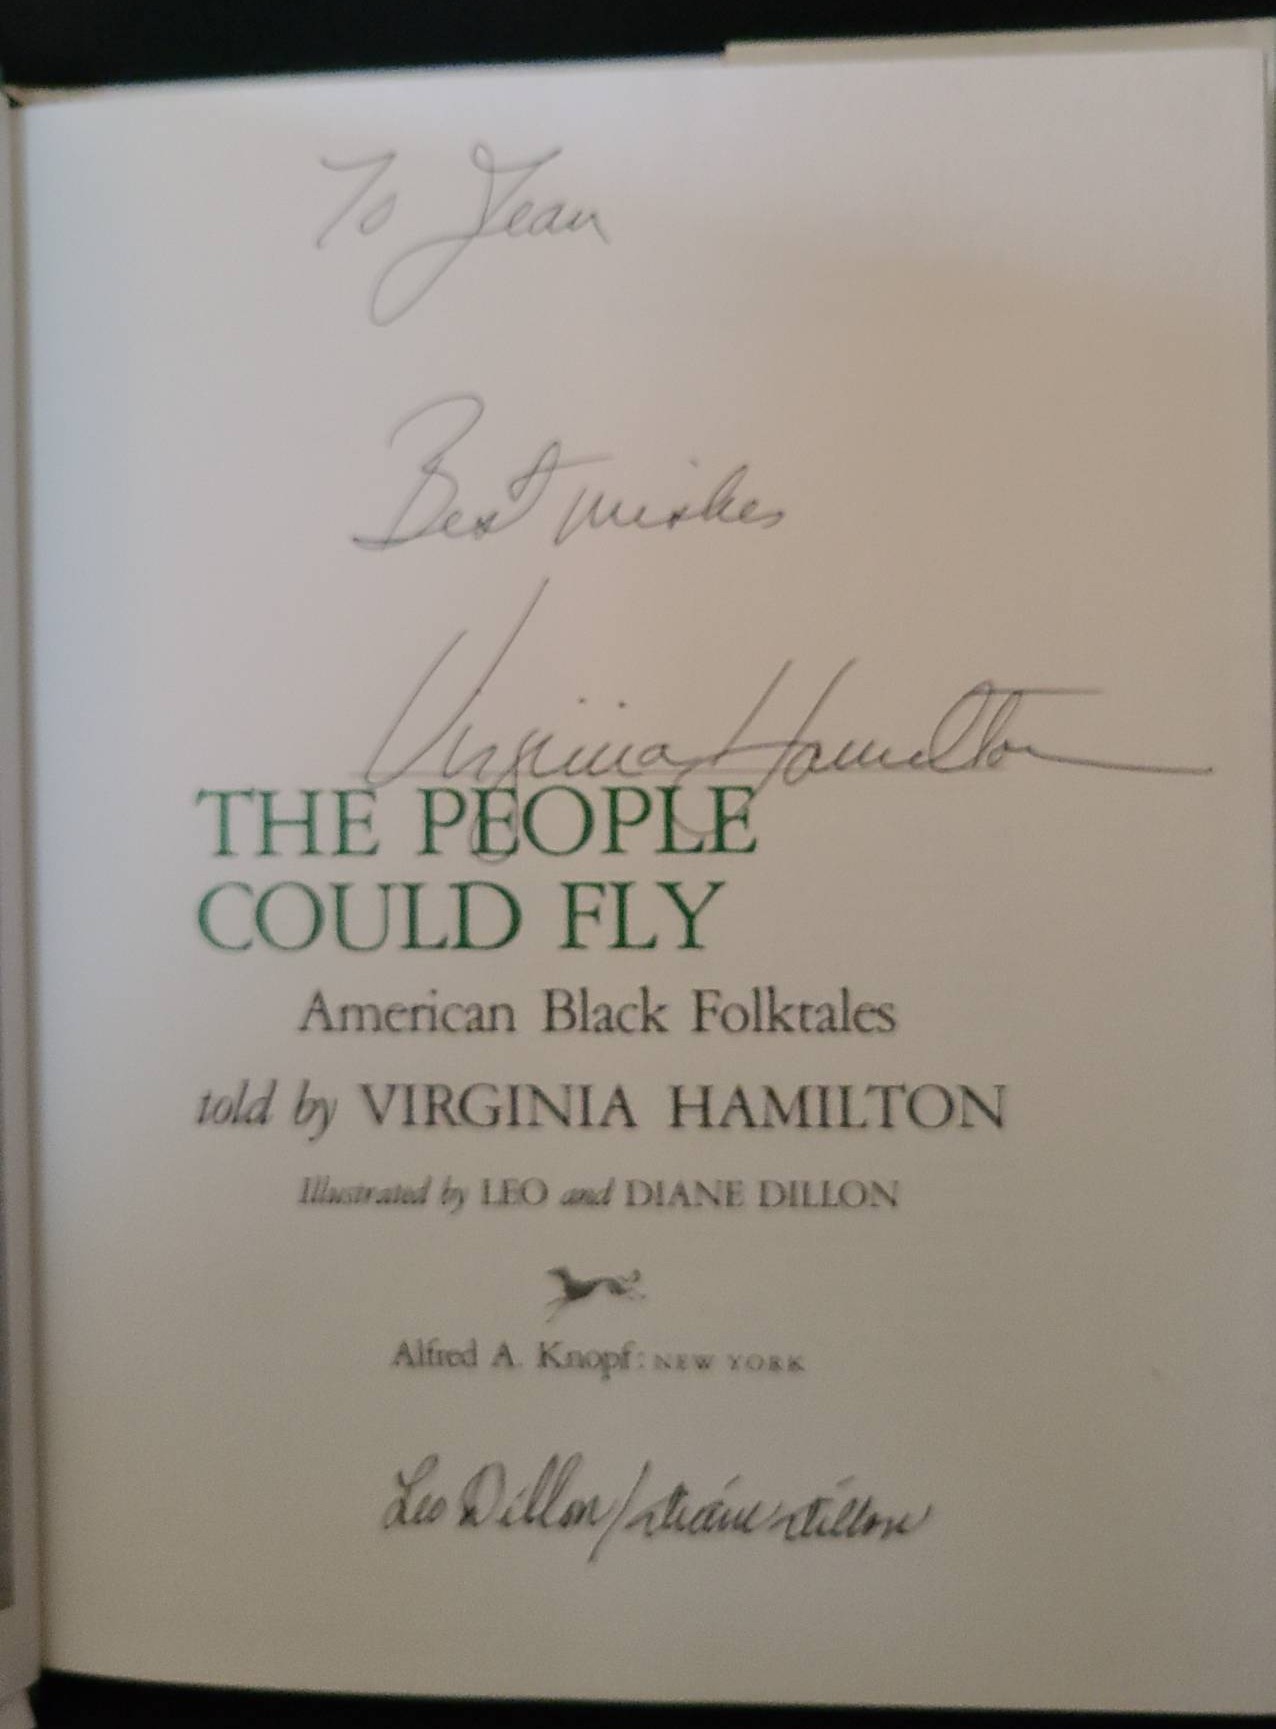 To Jean
Best wishes
Virginia Hamilton
THE PEOPLE
COULD FLY
American Black Folktales
told by VIRGINIA HAMILTON
Illustrated by LEO and DIANE DILLON
Alfred A. Knopf: NEW YORK
Leo Dillon/Diane Dillon